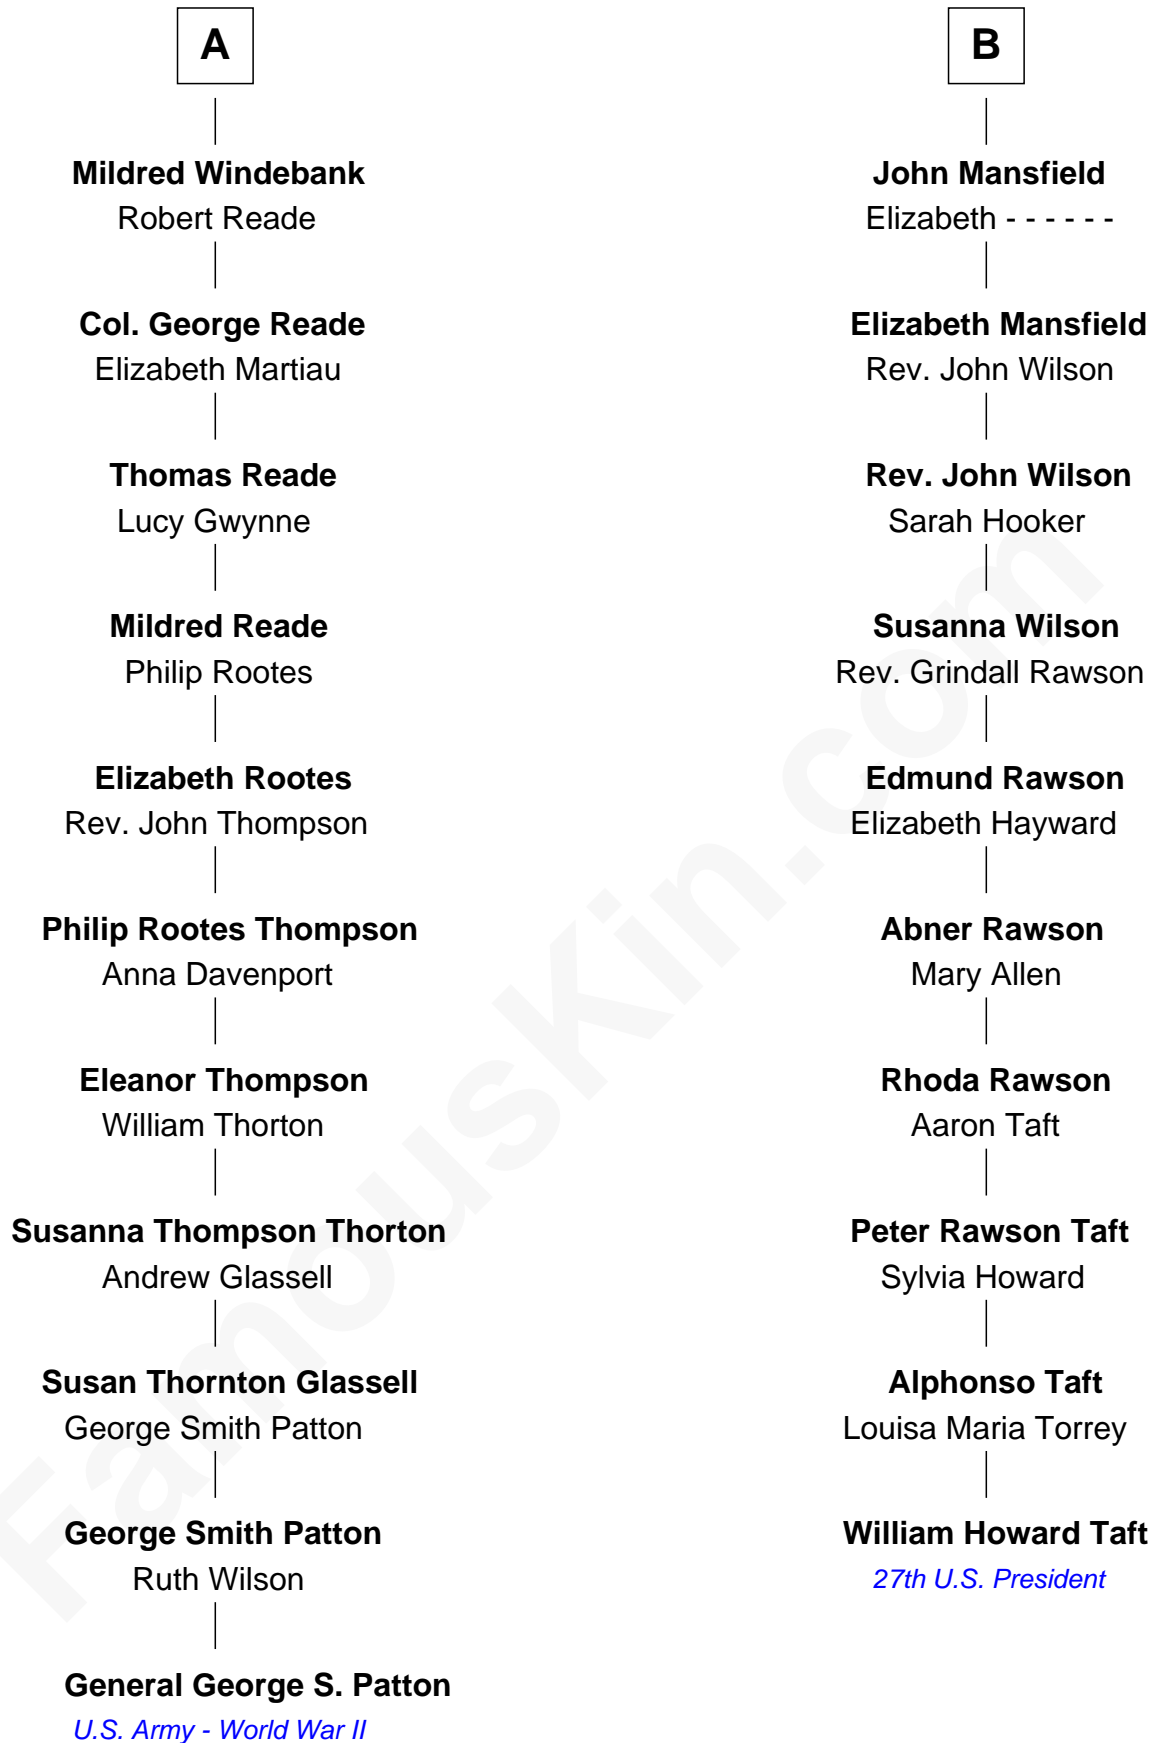 A
Mildred Windebank
Robert Reade
Col. George Reade
Elizabeth Martiau
Thomas Reade
Lucy Gwynne
Mildred Reade
Philip Rootes
Elizabeth Rootes
Rev. John Thompson
Philip Rootes Thompson
Anna Davenport
Eleanor Thompson
William Thorton
Susanna Thompson Thorton
Andrew Glassell
Susan Thornton Glassell
George Smith Patton
George Smith Patton
Ruth Wilson
General George S. Patton
U.S. Army - World War II
B
John Mansfield
Elizabeth - - - - - -
Elizabeth Mansfield
Rev. John Wilson
Rev. John Wilson
Sarah Hooker
Susanna Wilson
Rev. Grindall Rawson
Edmund Rawson
Elizabeth Hayward
Abner Rawson
Mary Allen
Rhoda Rawson
Aaron Taft
Peter Rawson Taft
Sylvia Howard
Alphonso Taft
Louisa Maria Torrey
William Howard Taft
27th U.S. President
FamousKin.com